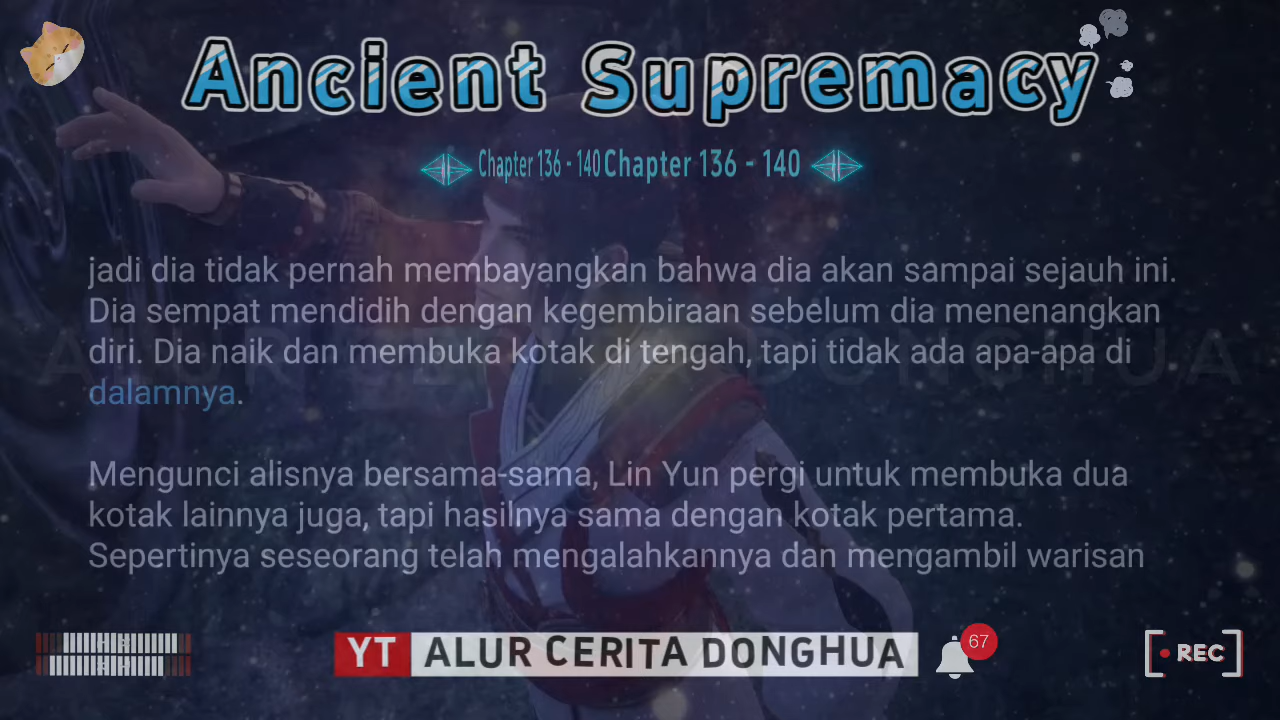 Ancient Supremacy
Chapter 136 - 140 Chapter 136 - 140
jadi dia tidak pernah membayangkan bahwa dia akan sampai sejauh ini.
Dia sempat mendidih dengan kegembiraan sebelum dia menenangkan
diri. Dia naik dan membuka kotak di tengah, tapi tidak ada apa-apa di
dalamnya.
Mengunci alisnya bersama-sama, Lin Yun pergi untuk membuka dua
kotak lainnya juga, tapi hasilnya sama dengan kotak pertama.
Sepertinya seseorang telah mengalahkannya dan mengambil warisan
YT ALUR CERITA DONGHUA
67
REC